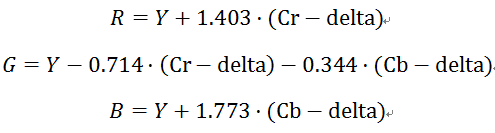 R = Y + 1.403 · (Cr − delta)↵
G = Y − 0.714 · (Cr − delta) − 0.344 · (Cb − delta)
B = Y + 1.773 · (Cb − delta)↵